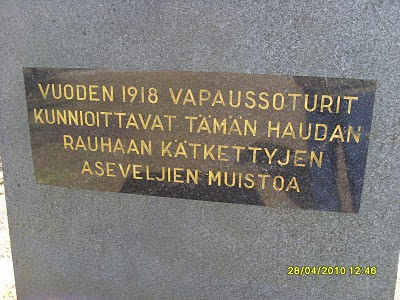 VUODEN 1918 VAPAUSSOTURIT
KUNNIOITTAVAT TÄMÄN HAUDAN
RAUHAAN KÄTKETTYJEN
ASEVELJIEN MUISTOA
28/04/2010 12:46